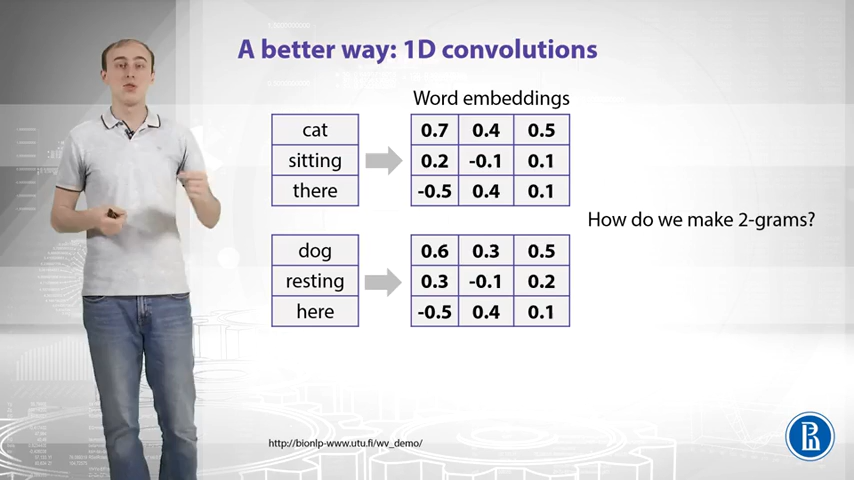 A better way: 1D convolutions
Word embeddings
cat 0.7 0.4 0.5
sitting 0.2 -0.1 0.1
there -0.5 0.4 0.1
How do we make 2-grams?
dog 0.6 0.3 0.5
resting 0.3 -0.1 0.2
here -0.5 0.4 0.1
http://bionlp-www.utu.fi/wv_demo/